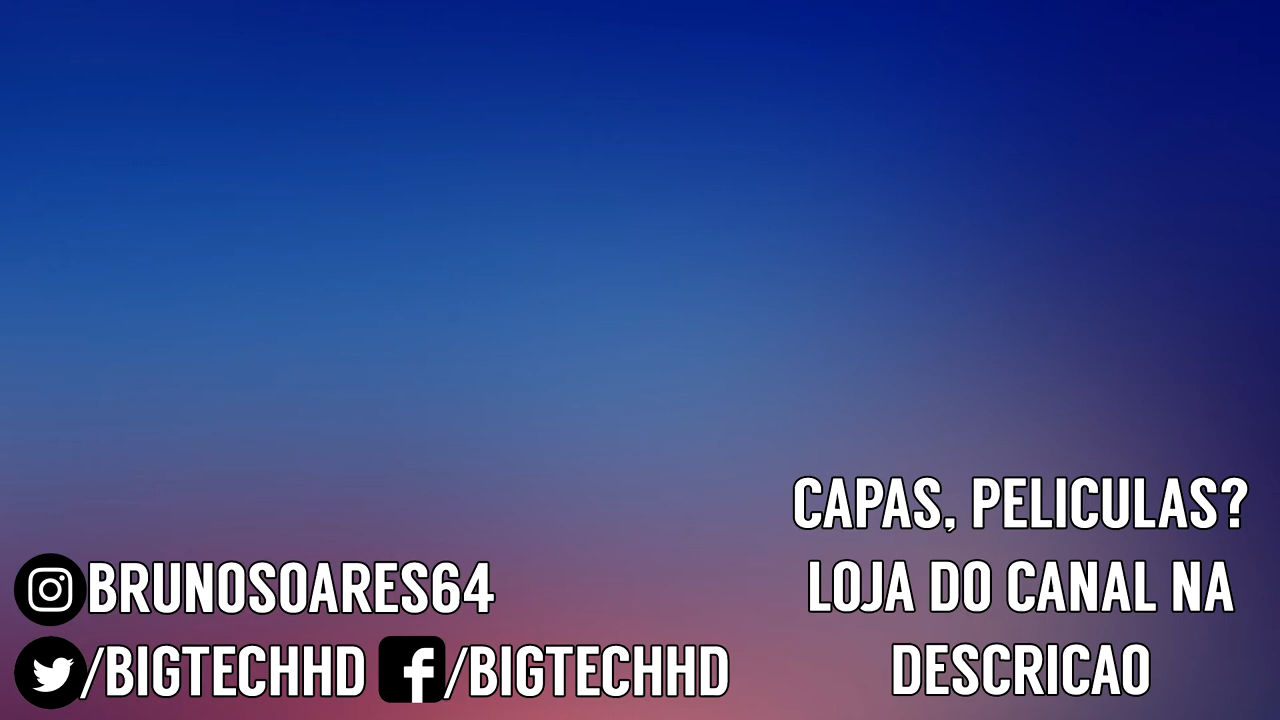 CAPAS, PELICULAS?
LOJA DO CANAL NA
DESCRICAO
BRUNOSOARES64
/BIGTECHHD /BIGTECHHD